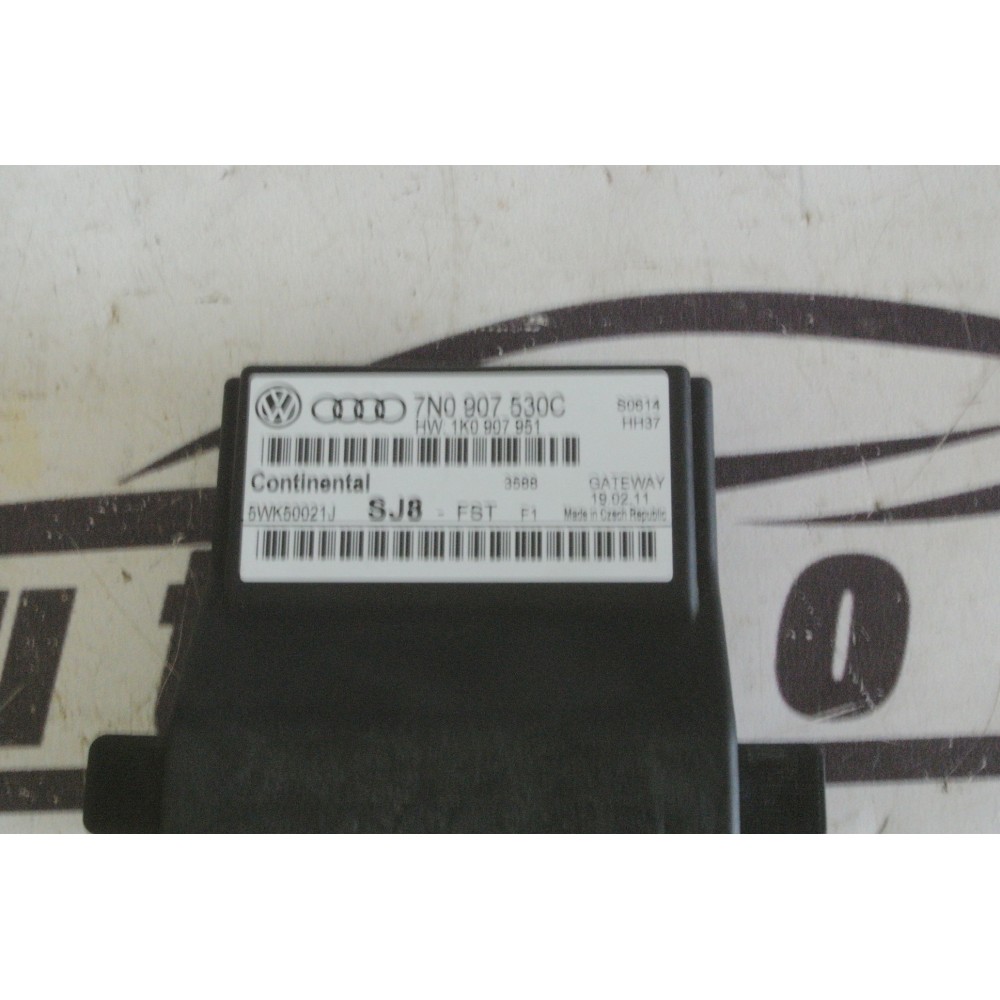 7N0 907 530C S0614
HW: 1K0 907 951 HH37
Continental 3588 GATEWAY
19.02.11
5WK50021J SJ8 - FST F1 Made in Czech Republic